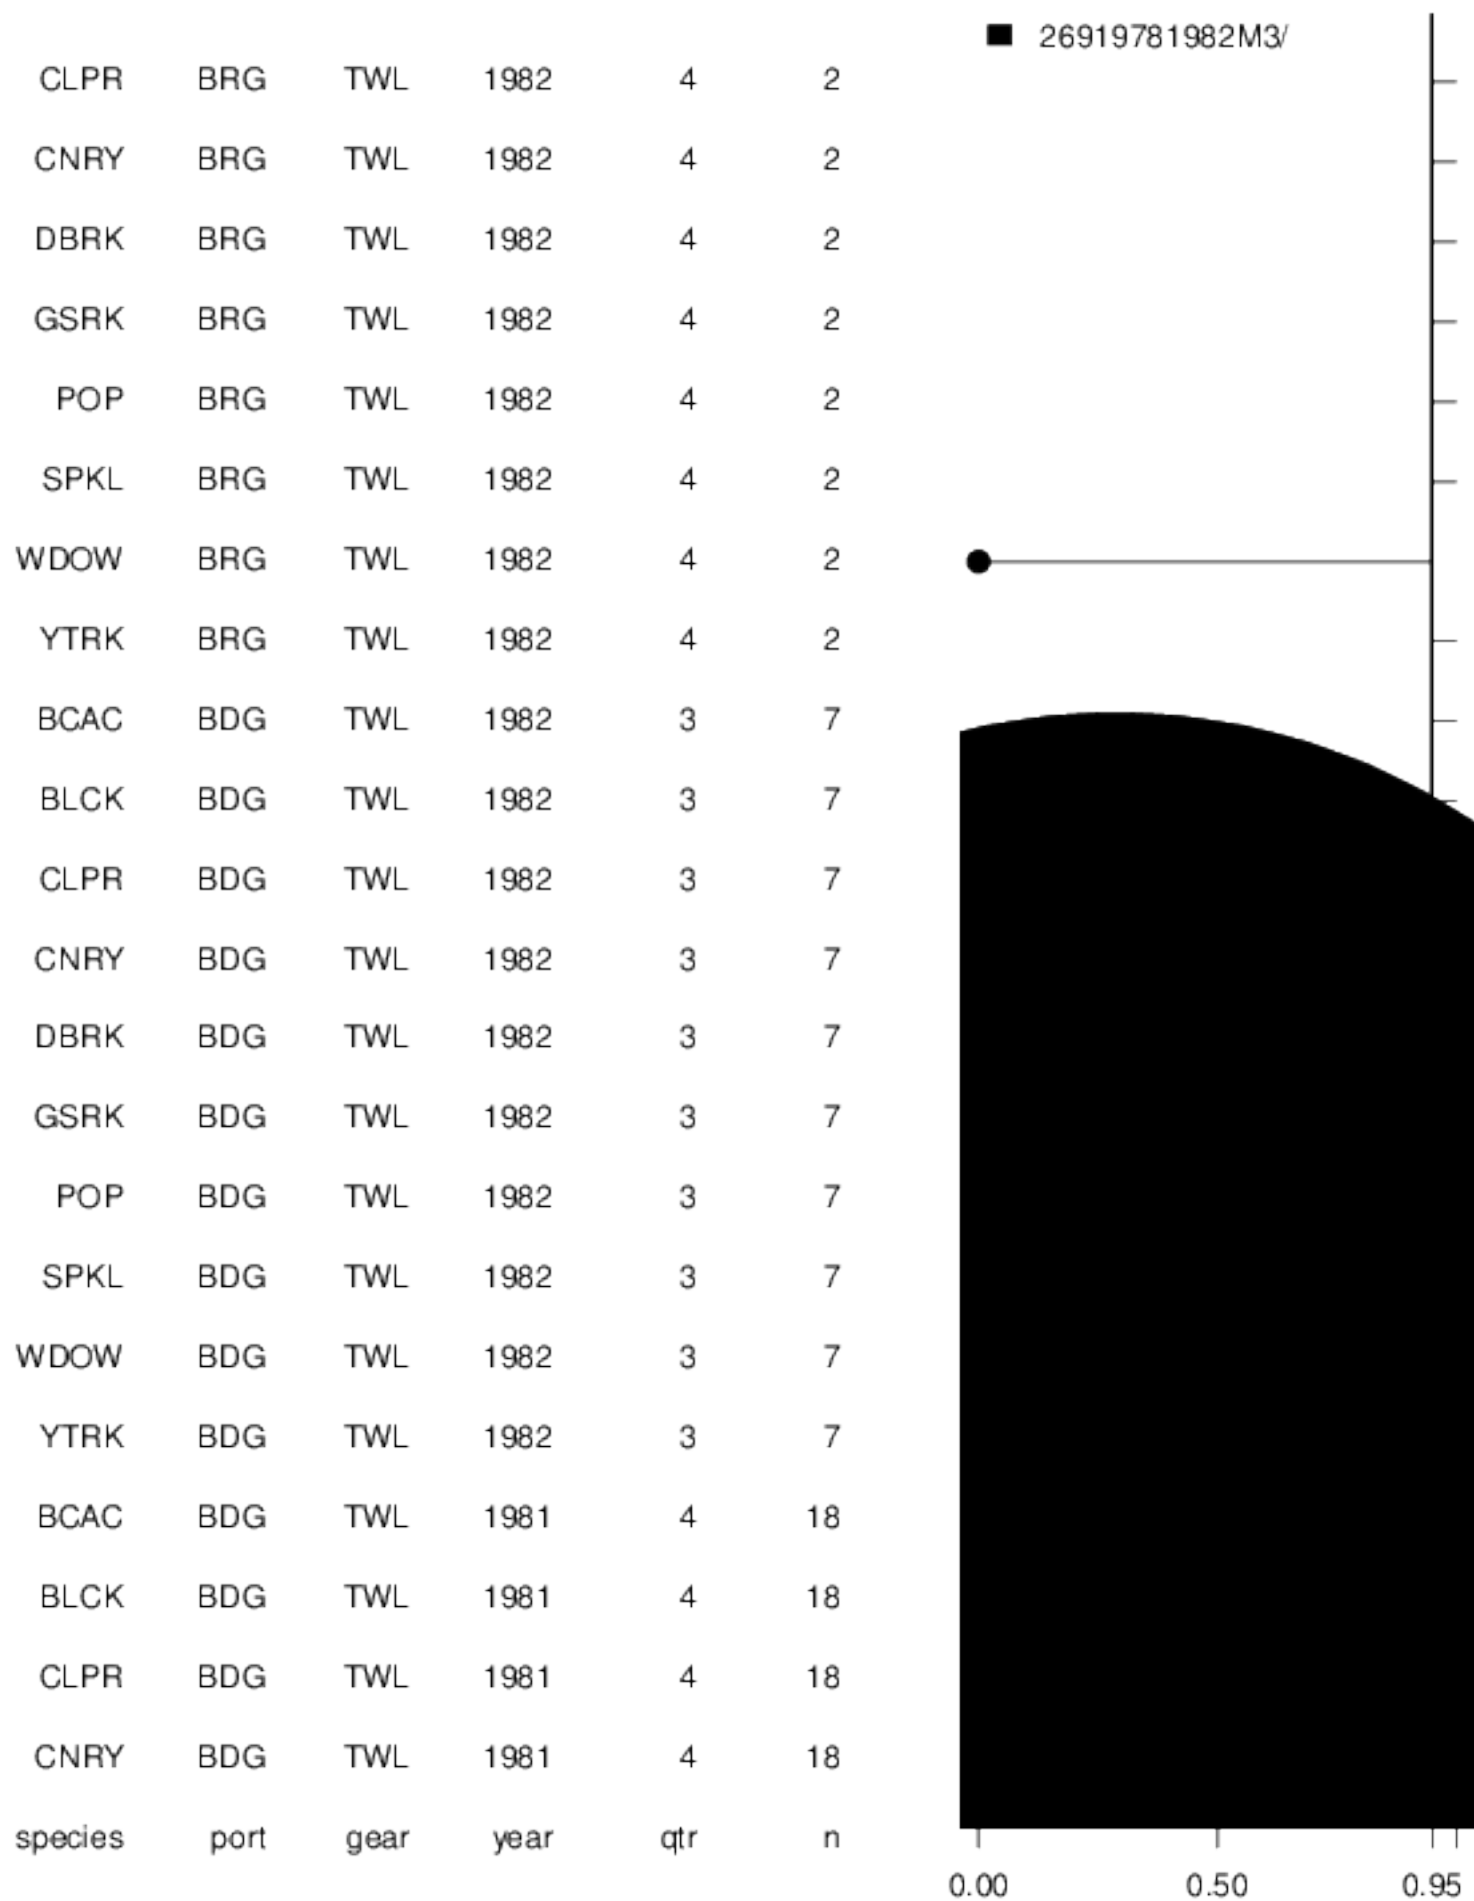 26919781982M3/
CLPR BRG TWL 1982 4 2
CNRY BRG TWL 1982 4 2
DBRK BRG TWL 1982 4 2
GSRK BRG TWL 1982 4 2
POP BRG TWL 1982 4 2
SPKL BRG TWL 1982 4 2
WDOW BRG TWL 1982 4 2
YTRK BRG TWL 1982 4 2
BCAC BDG TWL 1982 3 7
BLCK BDG TWL 1982 3 7
CLPR BDG TWL 1982 3 7
CNRY BDG TWL 1982 3 7
DBRK BDG TWL 1982 3 7
GSRK BDG TWL 1982 3 7
POP BDG TWL 1982 3 7
SPKL BDG TWL 1982 3 7
WDOW BDG TWL 1982 3 7
YTRK BDG TWL 1982 3 7
BCAC BDG TWL 1981 4 18
BLCK BDG TWL 1981 4 18
CLPR BDG TWL 1981 4 18
CNRY BDG TWL 1981 4 18
species port gear year qtr n
0.00 0.50 0.95